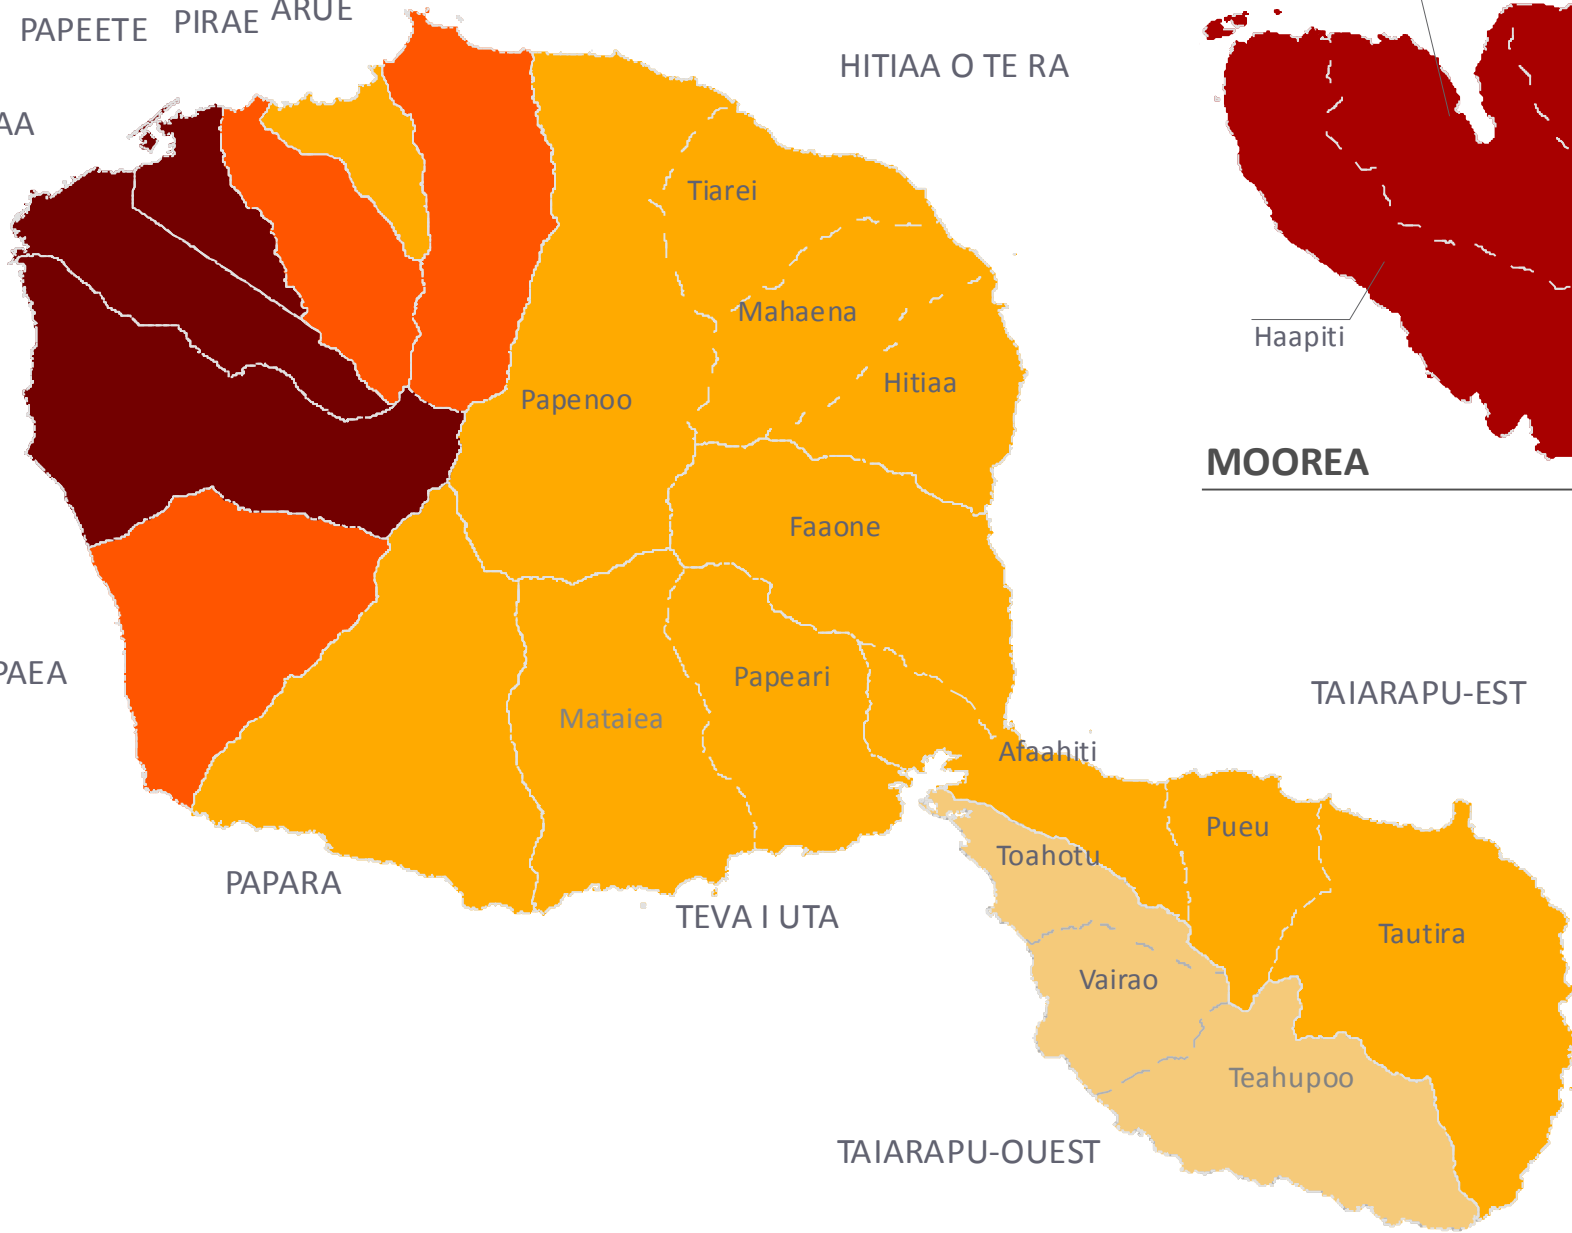 PAPEETE
PIRAE
ARUE
HITIAA O TE RA
AA
Tiarei
Mahaena
Hitiaa
Papenoo
Haapiti
MOOREA
Faaone
PAEA
Papeari
Mataiea
TAIARAPU-EST
Afaahiti
Pueu
Toahotu
PAPARA
TEVA I UTA
Tautira
Vairao
Teahupoo
TAIARAPU-OUEST